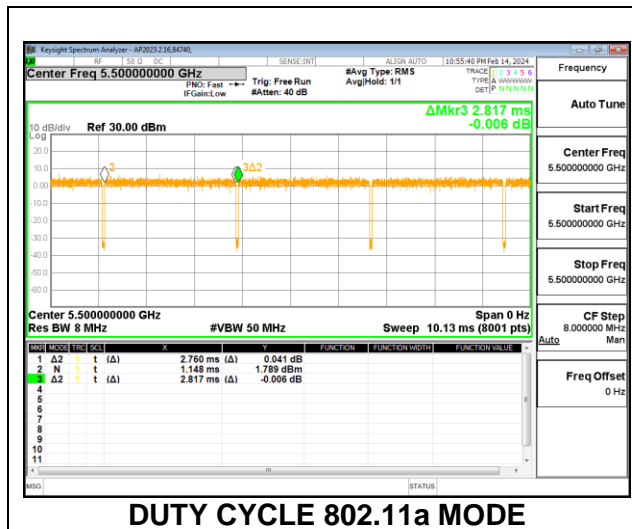 Keysight Spectrum Analyzer - AP2023.2.16,84740,
RF 50 Ω DC SENSE:INT ALIGN AUTO 10:55:40 PM Feb 14, 2024
Center Freq 5.500000000 GHz
PNO: Fast
IFGain:Low
Trig: Free Run
#Atten: 40 dB
#Avg Type: RMS
Avg|Hold: 1/1
TRACE 1 2 3 4 5 6
TYPE A WWWWW
DET P NNNNN
Frequency
Auto Tune
Center Freq
5.500000000 GHz
Start Freq
5.500000000 GHz
Stop Freq
5.500000000 GHz
CF Step
8.000000 MHz
Auto Man
Freq Offset
0 Hz
ΔMkr3 2.817 ms
-0.006 dB
10 dB/div Ref 30.00 dBm
Log
20.0
10.0
0.00
-10.0
-20.0
-30.0
-40.0
-50.0
-60.0
2
3Δ2
Center 5.500000000 GHz Span 0 Hz
Res BW 8 MHz #VBW 50 MHz Sweep 10.13 ms (8001 pts)
MKR MODE TRC SCL X Y FUNCTION FUNCTION WIDTH FUNCTION VALUE
1 Δ2 1 t (Δ) 2.760 ms (Δ) 0.041 dB
2 N 1 t 1.148 ms 1.789 dBm
3 Δ2 1 t (Δ) 2.817 ms (Δ) -0.006 dB
4
5
6
7
8
9
10
11
MSG STATUS
DUTY CYCLE 802.11a MODE